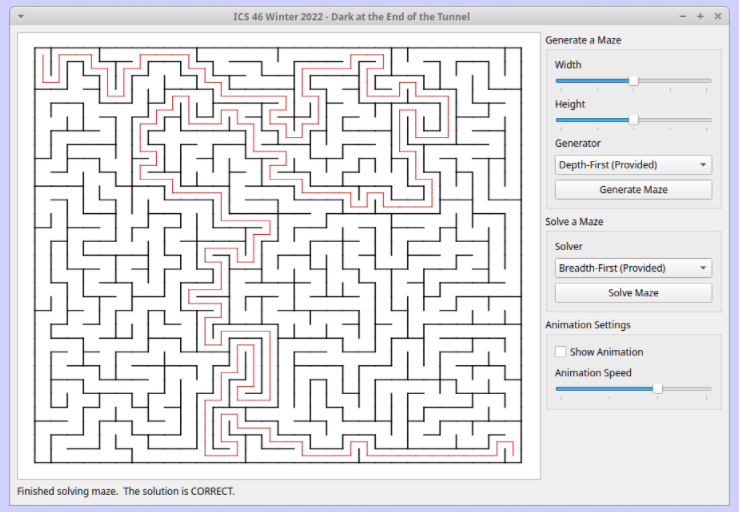 ICS 46 Winter 2022 - Dark at the End of the Tunnel
Generate a Maze
Width
Height
Generator
Depth-First (Provided)
Generate Maze
Solve a Maze
Solver
Breadth-First (Provided)
Solve Maze
Animation Settings
Show Animation
Animation Speed
Finished solving maze.  The solution is CORRECT.